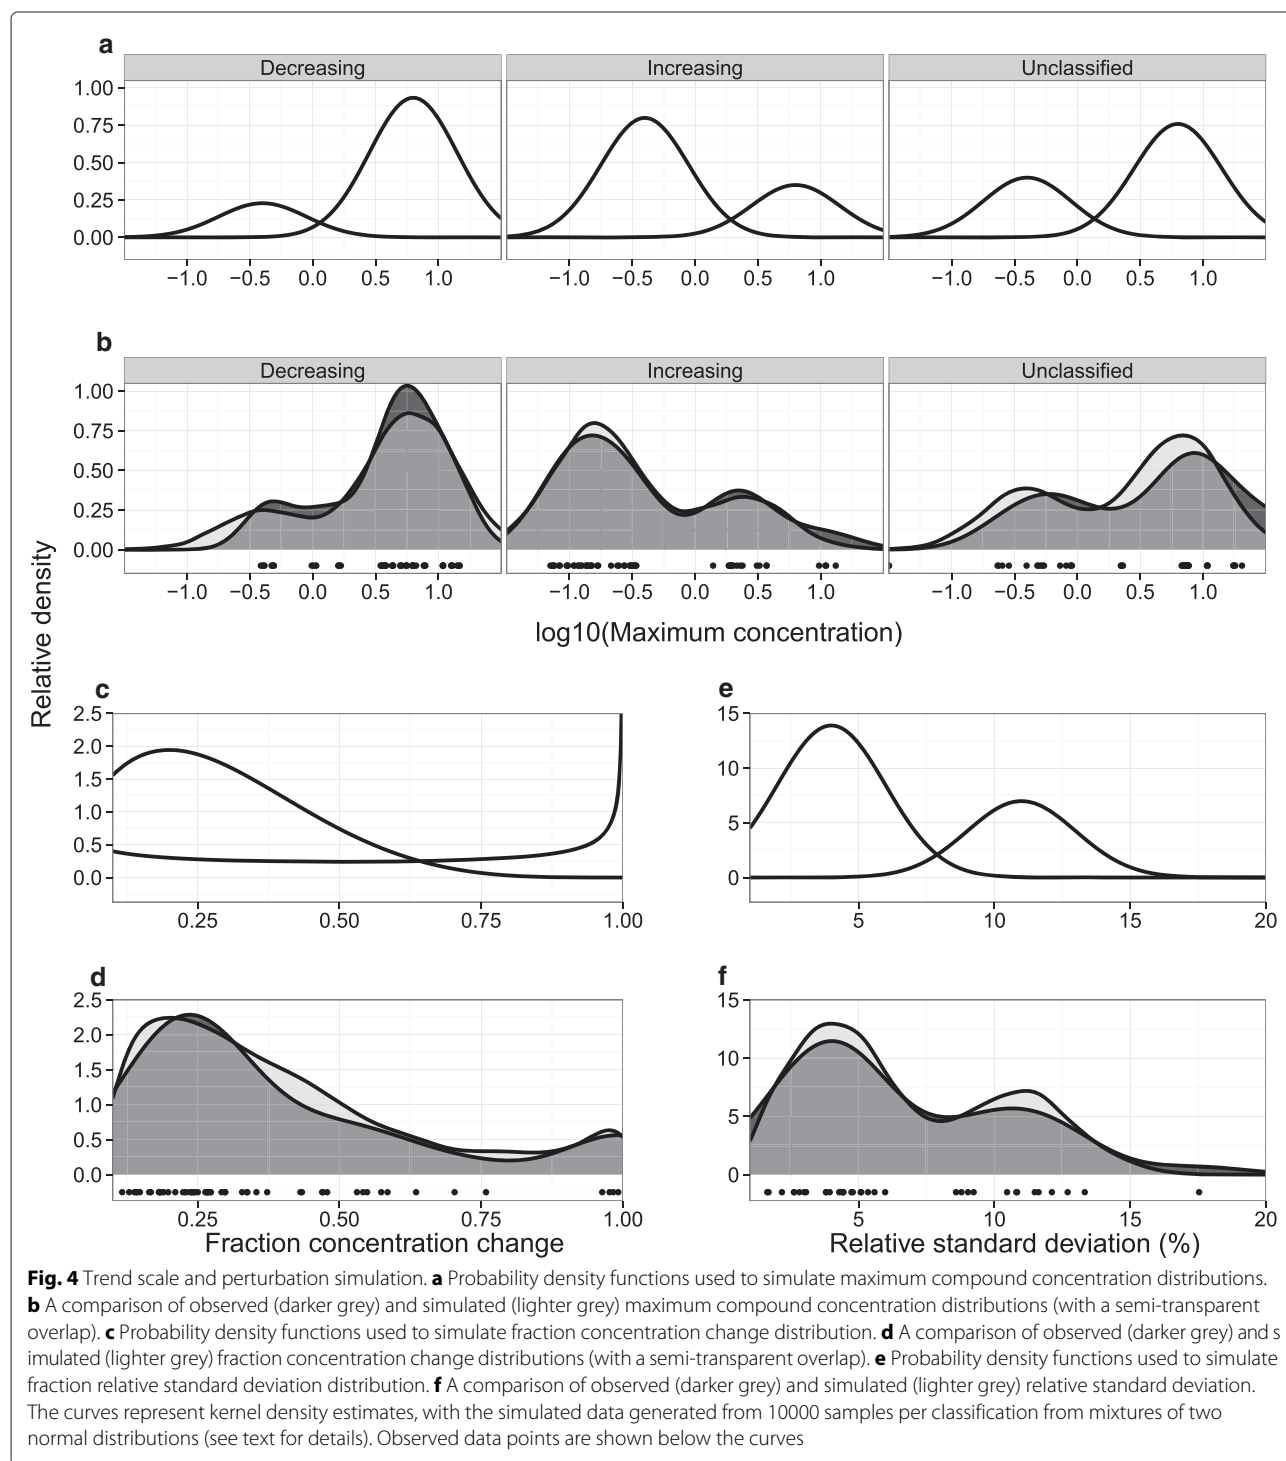 a
Decreasing Increasing Unclassified
1.00
0.75
0.50
0.25
0.00
−1.0 −0.5 0.0 0.5 1.0 −1.0 −0.5 0.0 0.5 1.0 −1.0 −0.5 0.0 0.5 1.0
b
Decreasing Increasing Unclassified
1.00
0.75
0.50
0.25
0.00
−1.0 −0.5 0.0 0.5 1.0 −1.0 −0.5 0.0 0.5 1.0 −1.0 −0.5 0.0 0.5 1.0
log10(Maximum concentration)
Relative density
c
2.5
2.0
1.5
1.0
0.5
0.0
0.25 0.50 0.75 1.00
e
15
10
5
0
5 10 15 20
d
2.5
2.0
1.5
1.0
0.5
0.0
0.25 0.50 0.75 1.00
Fraction concentration change
f
15
10
5
0
5 10 15 20
Relative standard deviation (%)
Fig. 4 Trend scale and perturbation simulation. a Probability density functions used to simulate maximum compound concentration distributions.
b A comparison of observed (darker grey) and simulated (lighter grey) maximum compound concentration distributions (with a semi-transparent
overlap). c Probability density functions used to simulate fraction concentration change distribution. d A comparison of observed (darker grey) and s
imulated (lighter grey) fraction concentration change distributions (with a semi-transparent overlap). e Probability density functions used to simulate
fraction relative standard deviation distribution. f A comparison of observed (darker grey) and simulated (lighter grey) relative standard deviation.
The curves represent kernel density estimates, with the simulated data generated from 10000 samples per classification from mixtures of two
normal distributions (see text for details). Observed data points are shown below the curves